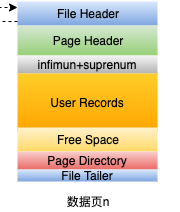 File Header
Page Header
infimun+suprenum
User Records
Free Space
Page Directory
File Tailer
数据页n